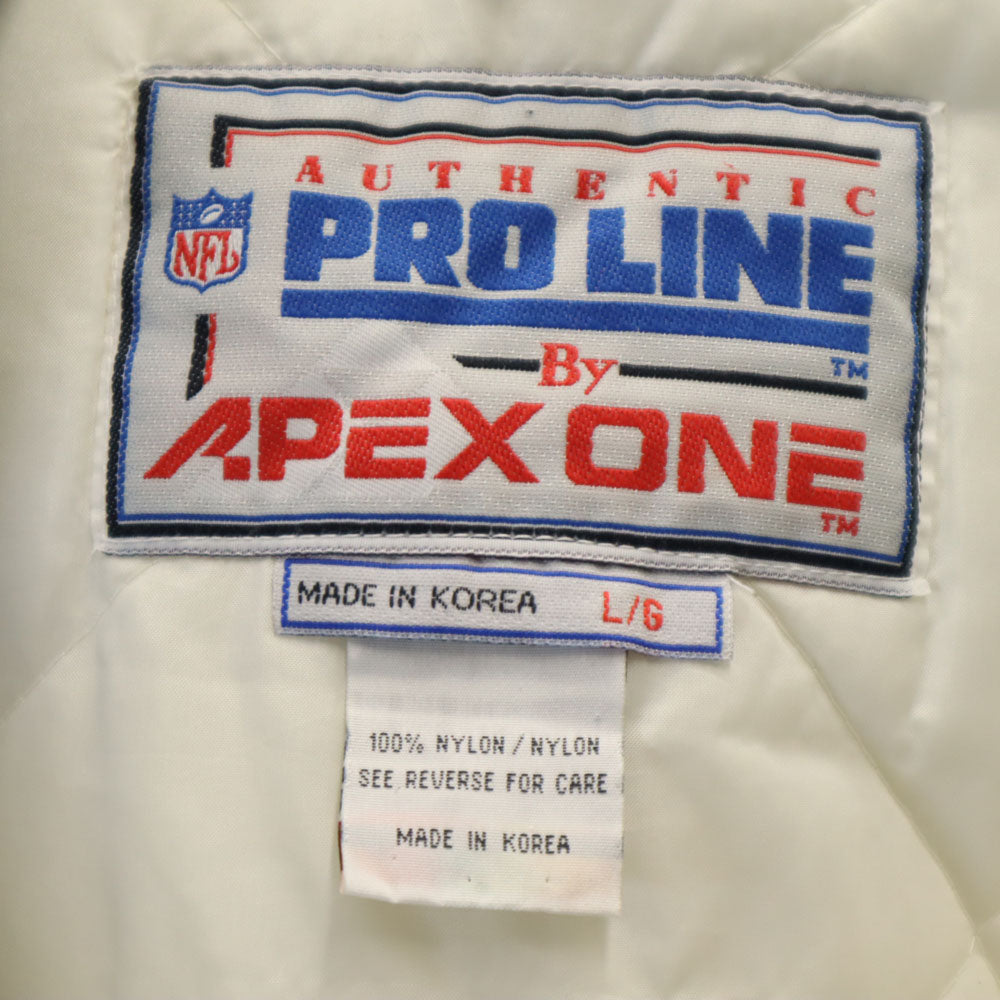 AUTHENTIC
NFL
PRO LINE
TM
By
APEX ONE
TM
MADE IN KOREA L/G
100% NYLON / NYLON
SEE REVERSE FOR CARE
MADE IN KOREA